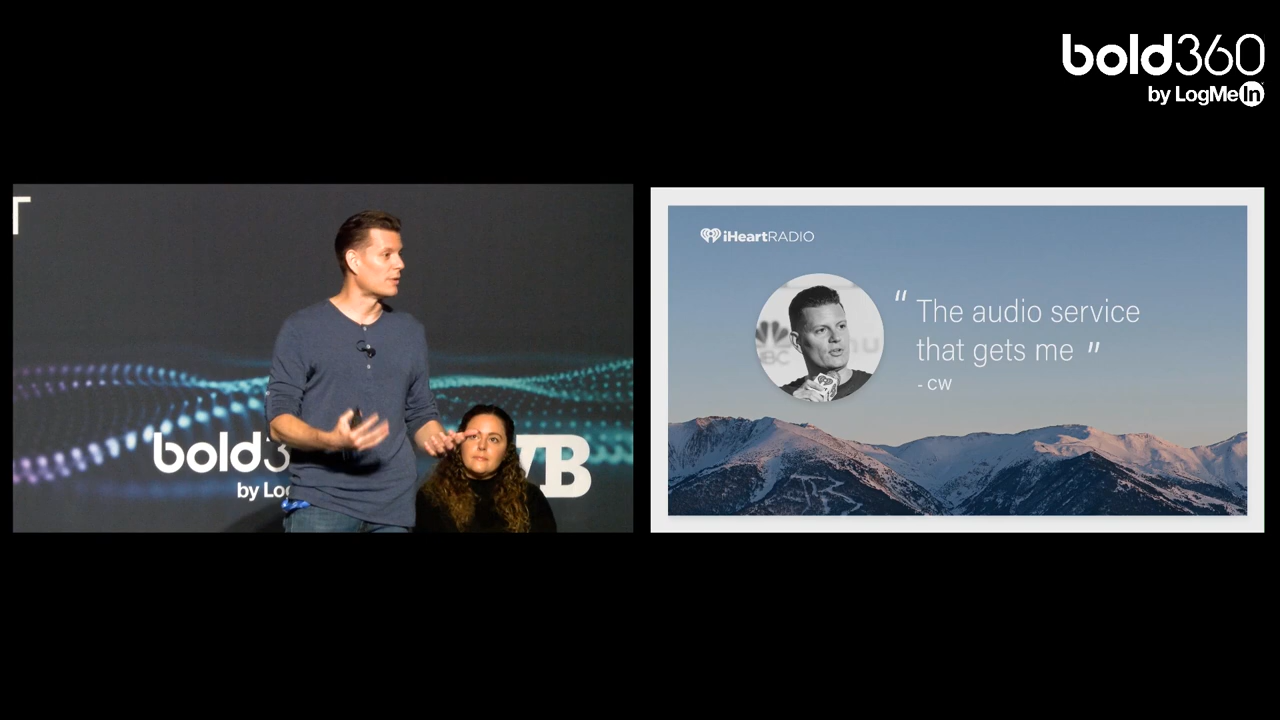 bold360
by LogMeIn
T
bold3
by Log
VB
iHeartRADIO
"The audio service
that gets me"
- CW